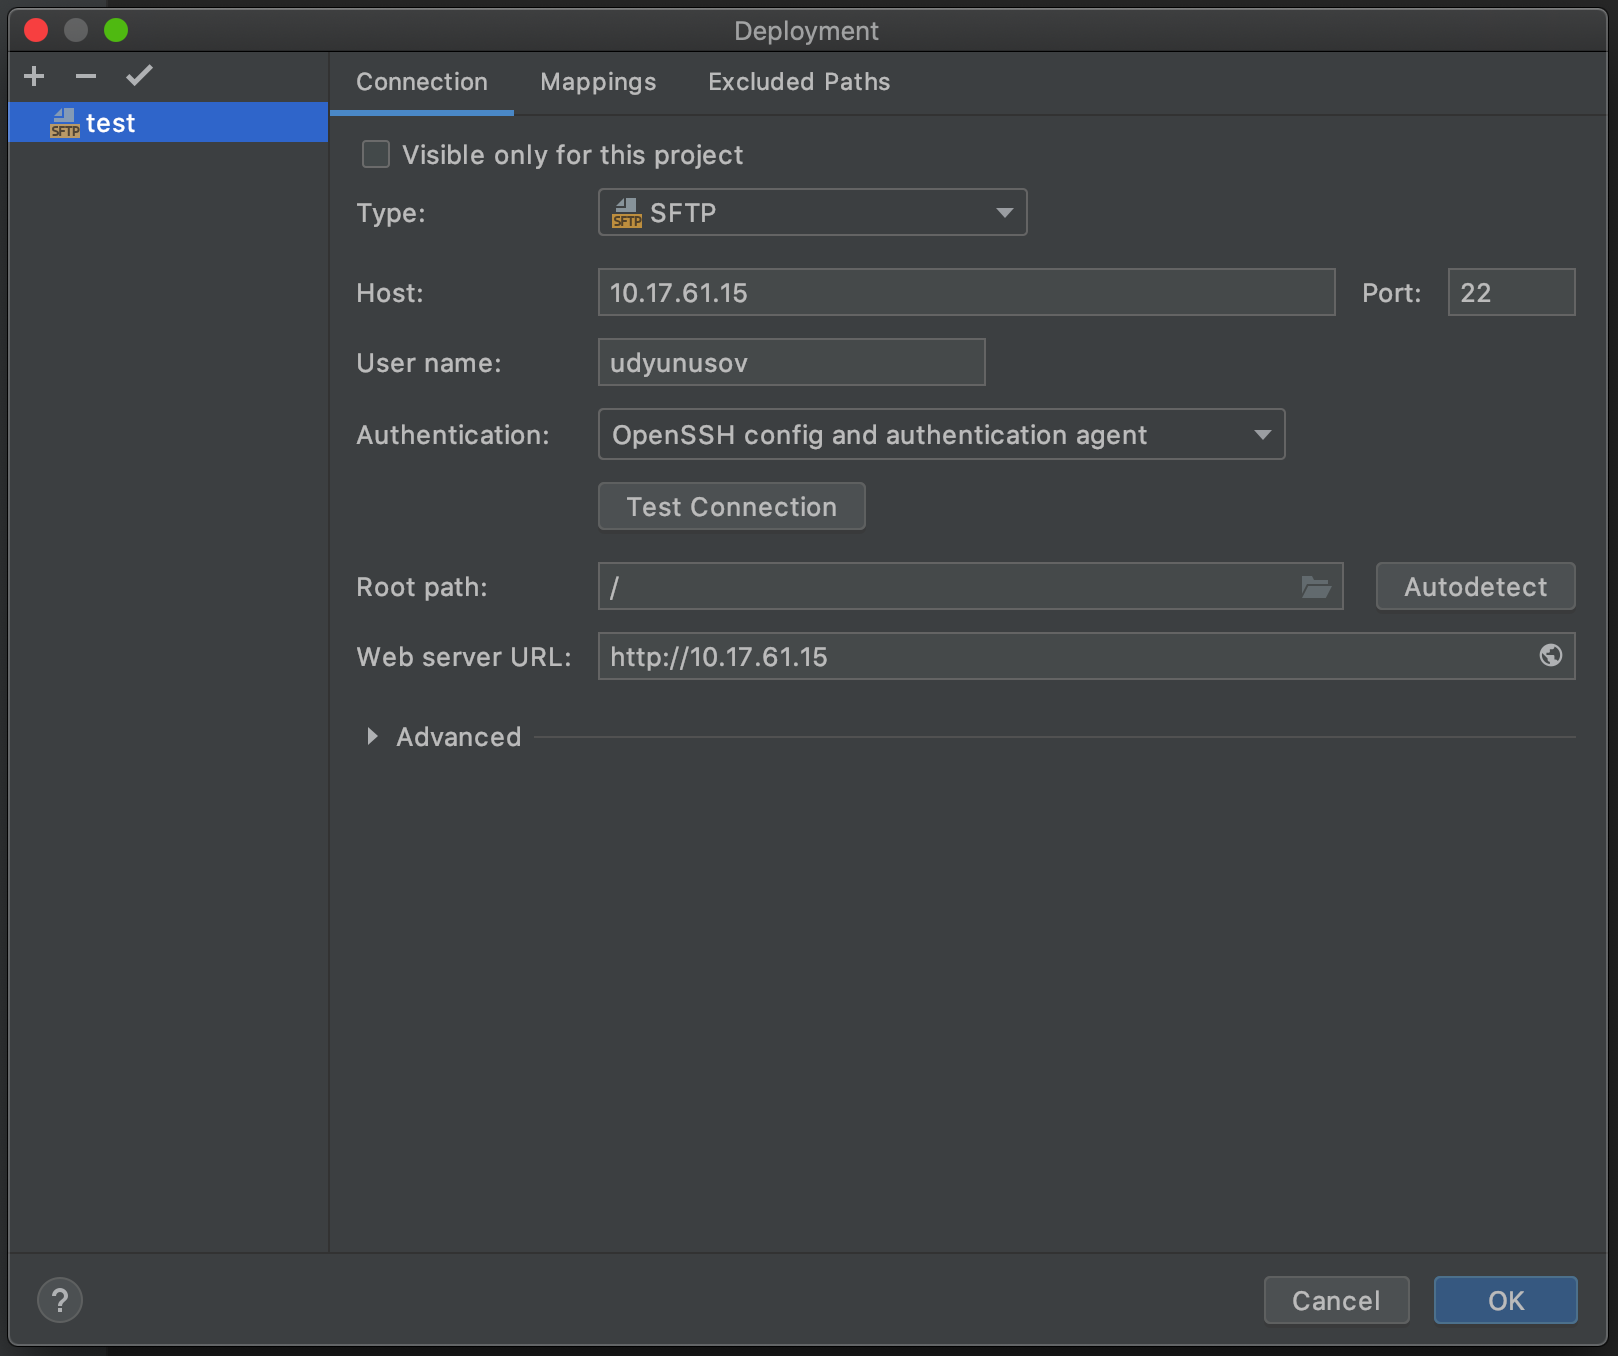 Deployment
Connection Mappings Excluded Paths
SFTP test
Visible only for this project
Type: SFTP SFTP
Host: 10.17.61.15 Port: 22
User name: udyunusov
Authentication: OpenSSH config and authentication agent
Test Connection
Root path: / Autodetect
Web server URL: http://10.17.61.15
Advanced
? Cancel OK